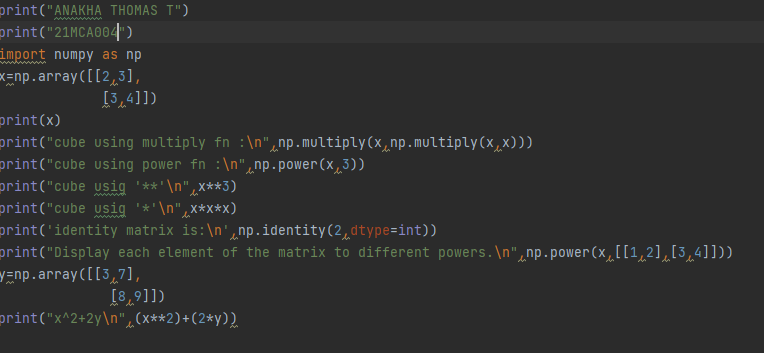 print("ANAKHA THOMAS T")
print("21MCA004")
import numpy as np
x=np.array([[2,3],
            [3,4]])
print(x)
print("cube using multiply fn :\n",np.multiply(x,np.multiply(x,x)))
print("cube using power fn :\n",np.power(x,3))
print("cube usig '**'\n",x**3)
print("cube usig '*'\n",x*x*x)
print('identity matrix is:\n',np.identity(2,dtype=int))
print("Display each element of the matrix to different powers.\n",np.power(x,[[1,2],[3,4]]))
y=np.array([[3,7],
             [8,9]])
print("x^2+2y\n",(x**2)+(2*y))